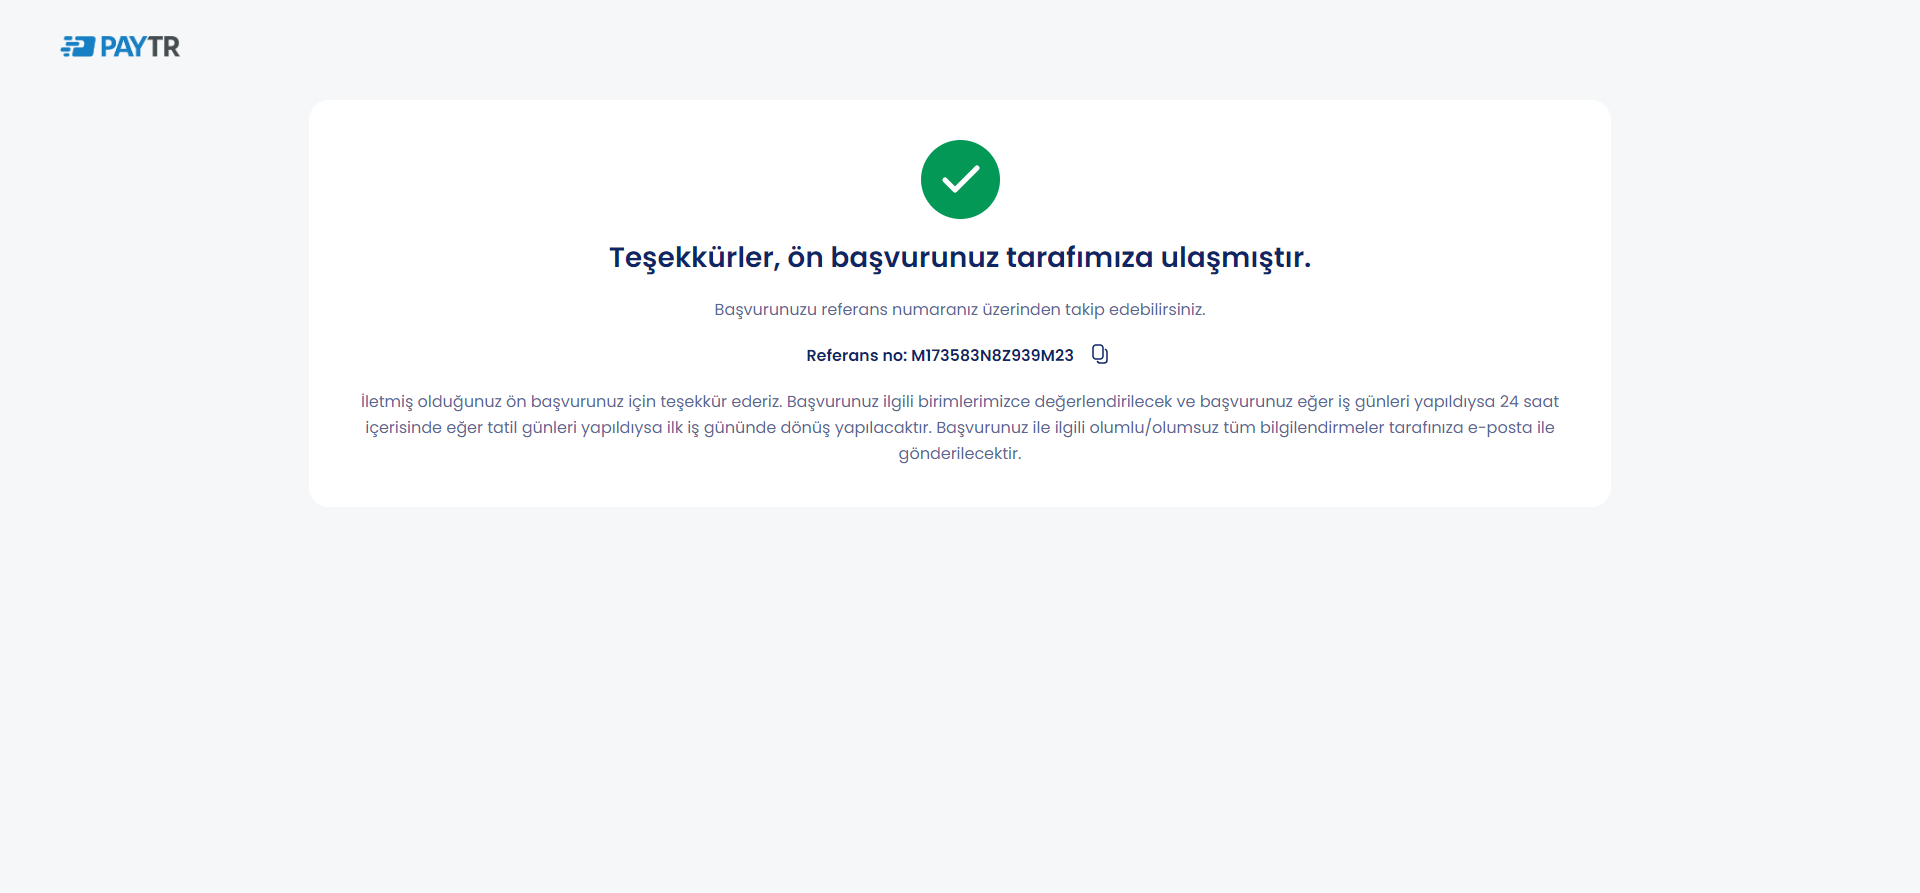 PAYTR
Teşekkürler, ön başvurunuz tarafımıza ulaşmıştır.
Başvurunuzu referans numaranız üzerinden takip edebilirsiniz.
Referans no: M173583N8Z939M23
İletmiş olduğunuz ön başvurunuz için teşekkür ederiz. Başvurunuz ilgili birimlerimizce değerlendirilecek ve başvurunuz eğer iş günleri yapıldıysa 24 saat
içerisinde eğer tatil günleri yapıldıysa ilk iş gününde dönüş yapılacaktır. Başvurunuz ile ilgili olumlu/olumsuz tüm bilgilendirmeler tarafınıza e-posta ile
gönderilecektir.